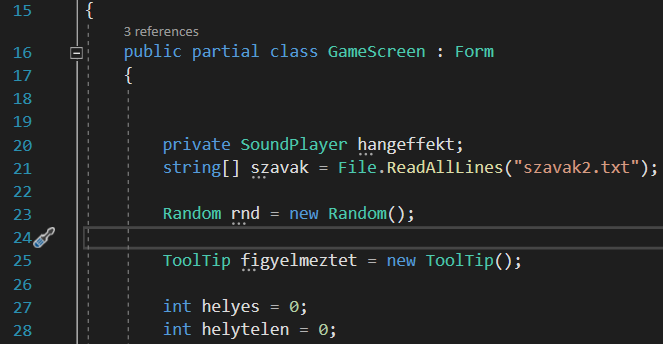 15 {
3 references
16 public partial class GameScreen : Form
17 {
18
19
20 private SoundPlayer hangeffekt;
21 string[] szavak = File.ReadAllLines("szavak2.txt");
22
23 Random rnd = new Random();
24
25 ToolTip figyelmeztet = new ToolTip();
26
27 int helyes = 0;
28 int helytelen = 0;